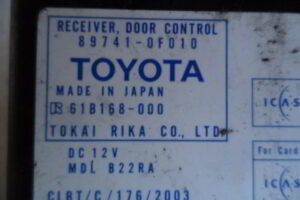 RECEIVER, DOOR CONTROL
89741-0F010
TOYOTA
MADE IN JAPAN
61B168-000
TOKAI RIKA CO., LTD
DC 12V
MDL B22RA
CLBT/C/176/2003
ICAS
For Card
ICAS